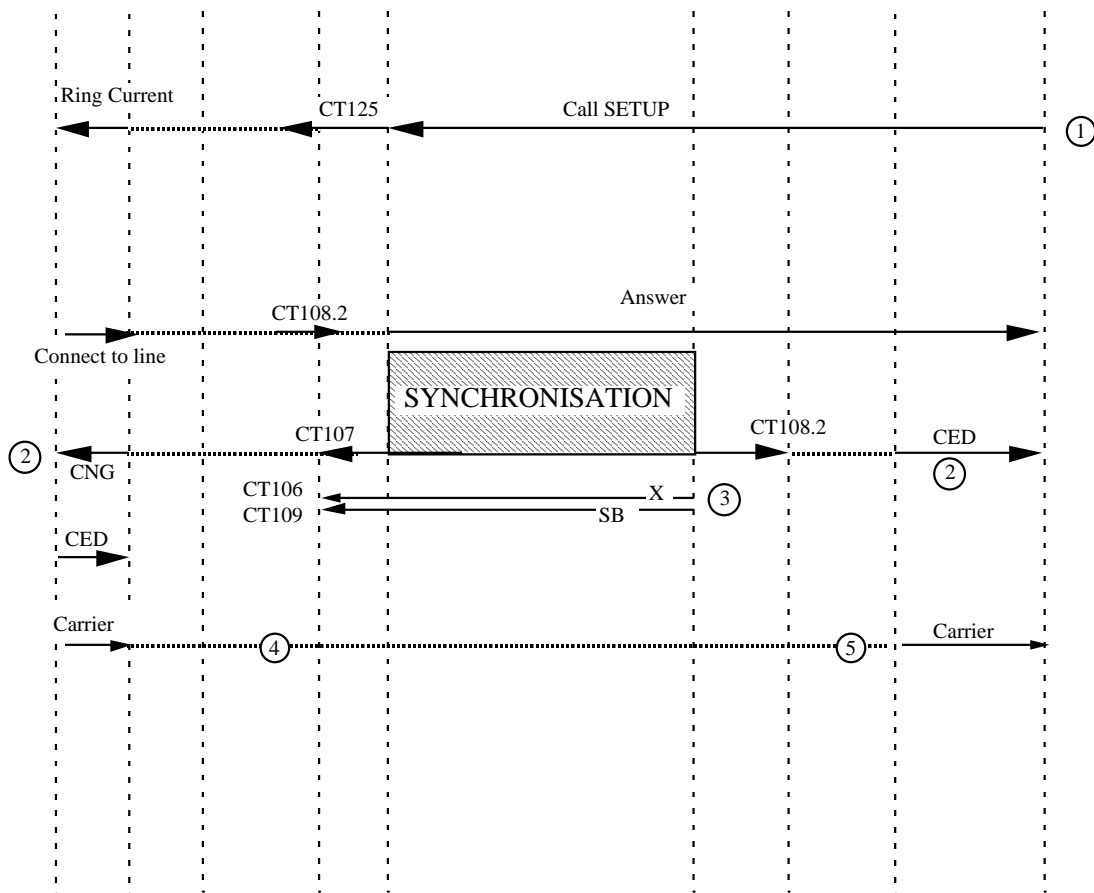 Ring Current
CT125
Call SETUP
1
CT108.2
Answer
Connect to line
SYNCHRONISATION
CT107
CT108.2
CED
2
CNG
2
CT106
X
3
CT109
SB
CED
Carrier
4
5
Carrier